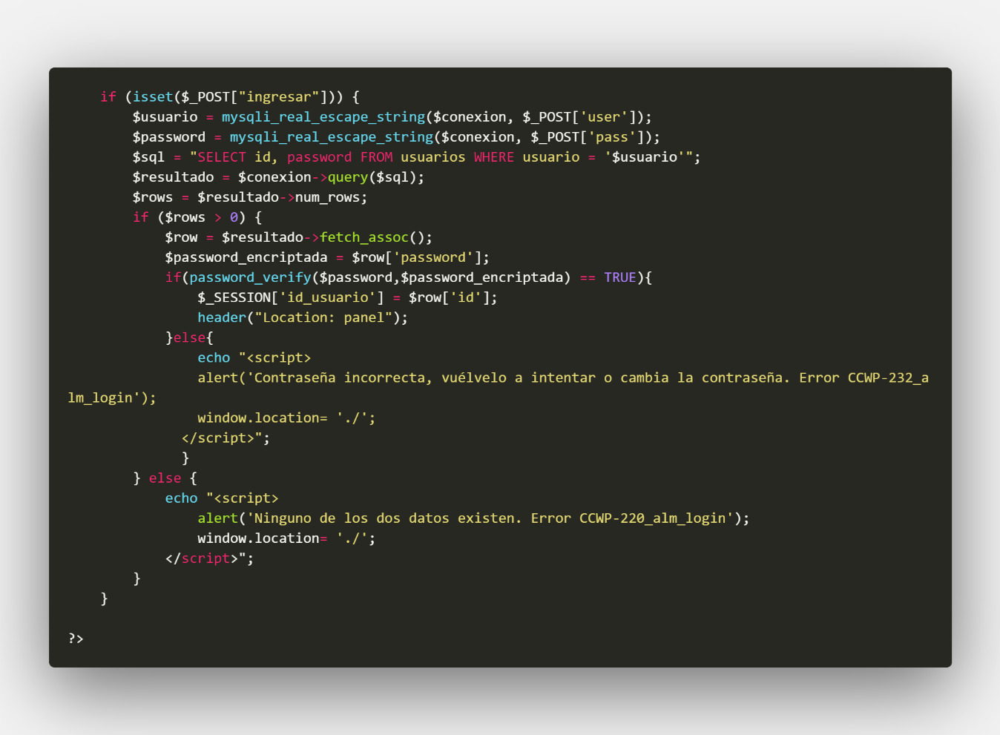 if (isset($_POST["ingresar"])) {
$usuario = mysqli_real_escape_string($conexion, $_POST['user']);
$password = mysqli_real_escape_string($conexion, $_POST['pass']);
$sql = "SELECT id, password FROM usuarios WHERE usuario = '$usuario'";
$resultado = $conexion->query($sql);
$rows = $resultado->num_rows;
if ($rows > 0) {
$row = $resultado->fetch_assoc();
$password_encriptada = $row['password'];
if(password_verify($password,$password_encriptada) == TRUE){
$_SESSION['id_usuario'] = $row['id'];
header("Location: panel");
}else{
echo "<script>
alert('Contraseña incorrecta, vuélvelo a intentar o cambia la contraseña. Error CCWP-232_a
lm_login');
window.location= './';
</script>";
}
} else {
echo "<script>
alert('Ninguno de los dos datos existen. Error CCWP-220_alm_login');
window.location= './';
</script>";
}
}
?>